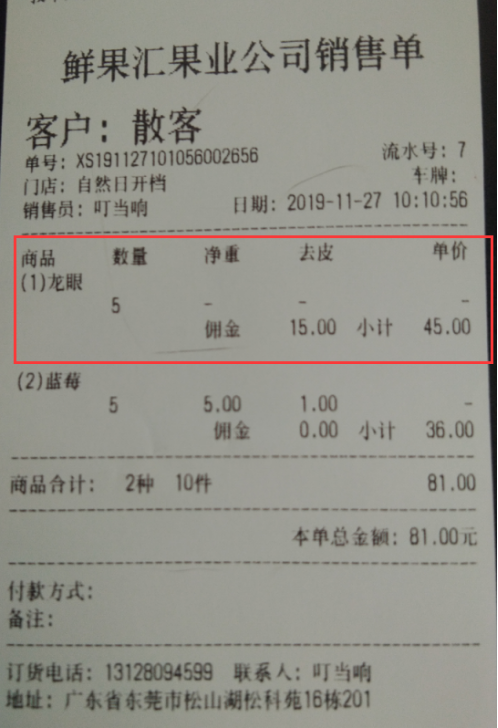 鲜果汇果业公司销售单
客户：散客
单号：XS191127101056002656 流水号：7
门店：自然日开档 车牌：
销售员：叮当响 日期：2019-11-27 10:10:56
商品 数量 净重 去皮 单价
(1)龙眼
5 - - -
佣金 15.00 小计 45.00
(2)蓝莓
5 5.00 1.00 -
佣金 0.00 小计 36.00
商品合计： 2种 10件 81.00
本单总金额：81.00元
付款方式：
备注：
订货电话：13128094599 联系人：叮当响
地址：广东省东莞市松山湖松科苑16栋201